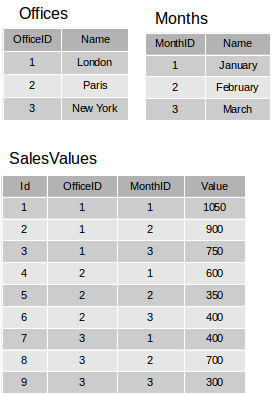 Offices
OfficeID Name
1 London
2 Paris
3 New York
Months
MonthID Name
1 January
2 February
3 March
SalesValues
Id OfficeID MonthID Value
1 1 1 1050
2 1 2 900
3 1 3 750
4 2 1 600
5 2 2 350
6 2 3 400
7 3 1 400
8 3 2 700
9 3 3 300